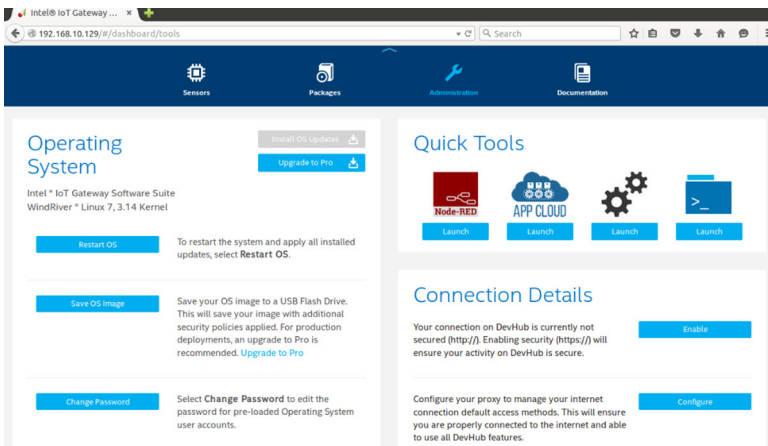 Intel® IoT Gateway ...
192.168.10.129/#/dashboard/tools
Search
Sensors
Packages
Administration
Documentation
Operating
System
Install OS Updates
Upgrade to Pro
Intel ® IoT Gateway Software Suite
WindRiver ® Linux 7, 3.14 Kernel
Restart OS
To restart the system and apply all installed
updates, select Restart OS.
Save OS Image
Save your OS image to a USB Flash Drive.
This will save your image with additional
security policies applied. For production
deployments, an upgrade to Pro is
recommended. Upgrade to Pro
Change Password
Select Change Password to edit the
password for pre-loaded Operating System
user accounts.
Quick Tools
Node-RED
APP CLOUD
>_
Launch
Launch
Launch
Launch
Connection Details
Your connection on DevHub is currently not
secured (http://). Enabling security (https://) will
ensure your activity on DevHub is secure.
Enable
Configure your proxy to manage your internet
connection default access methods. This will ensure
you are properly connected to the internet and able
to use all DevHub features.
Configure